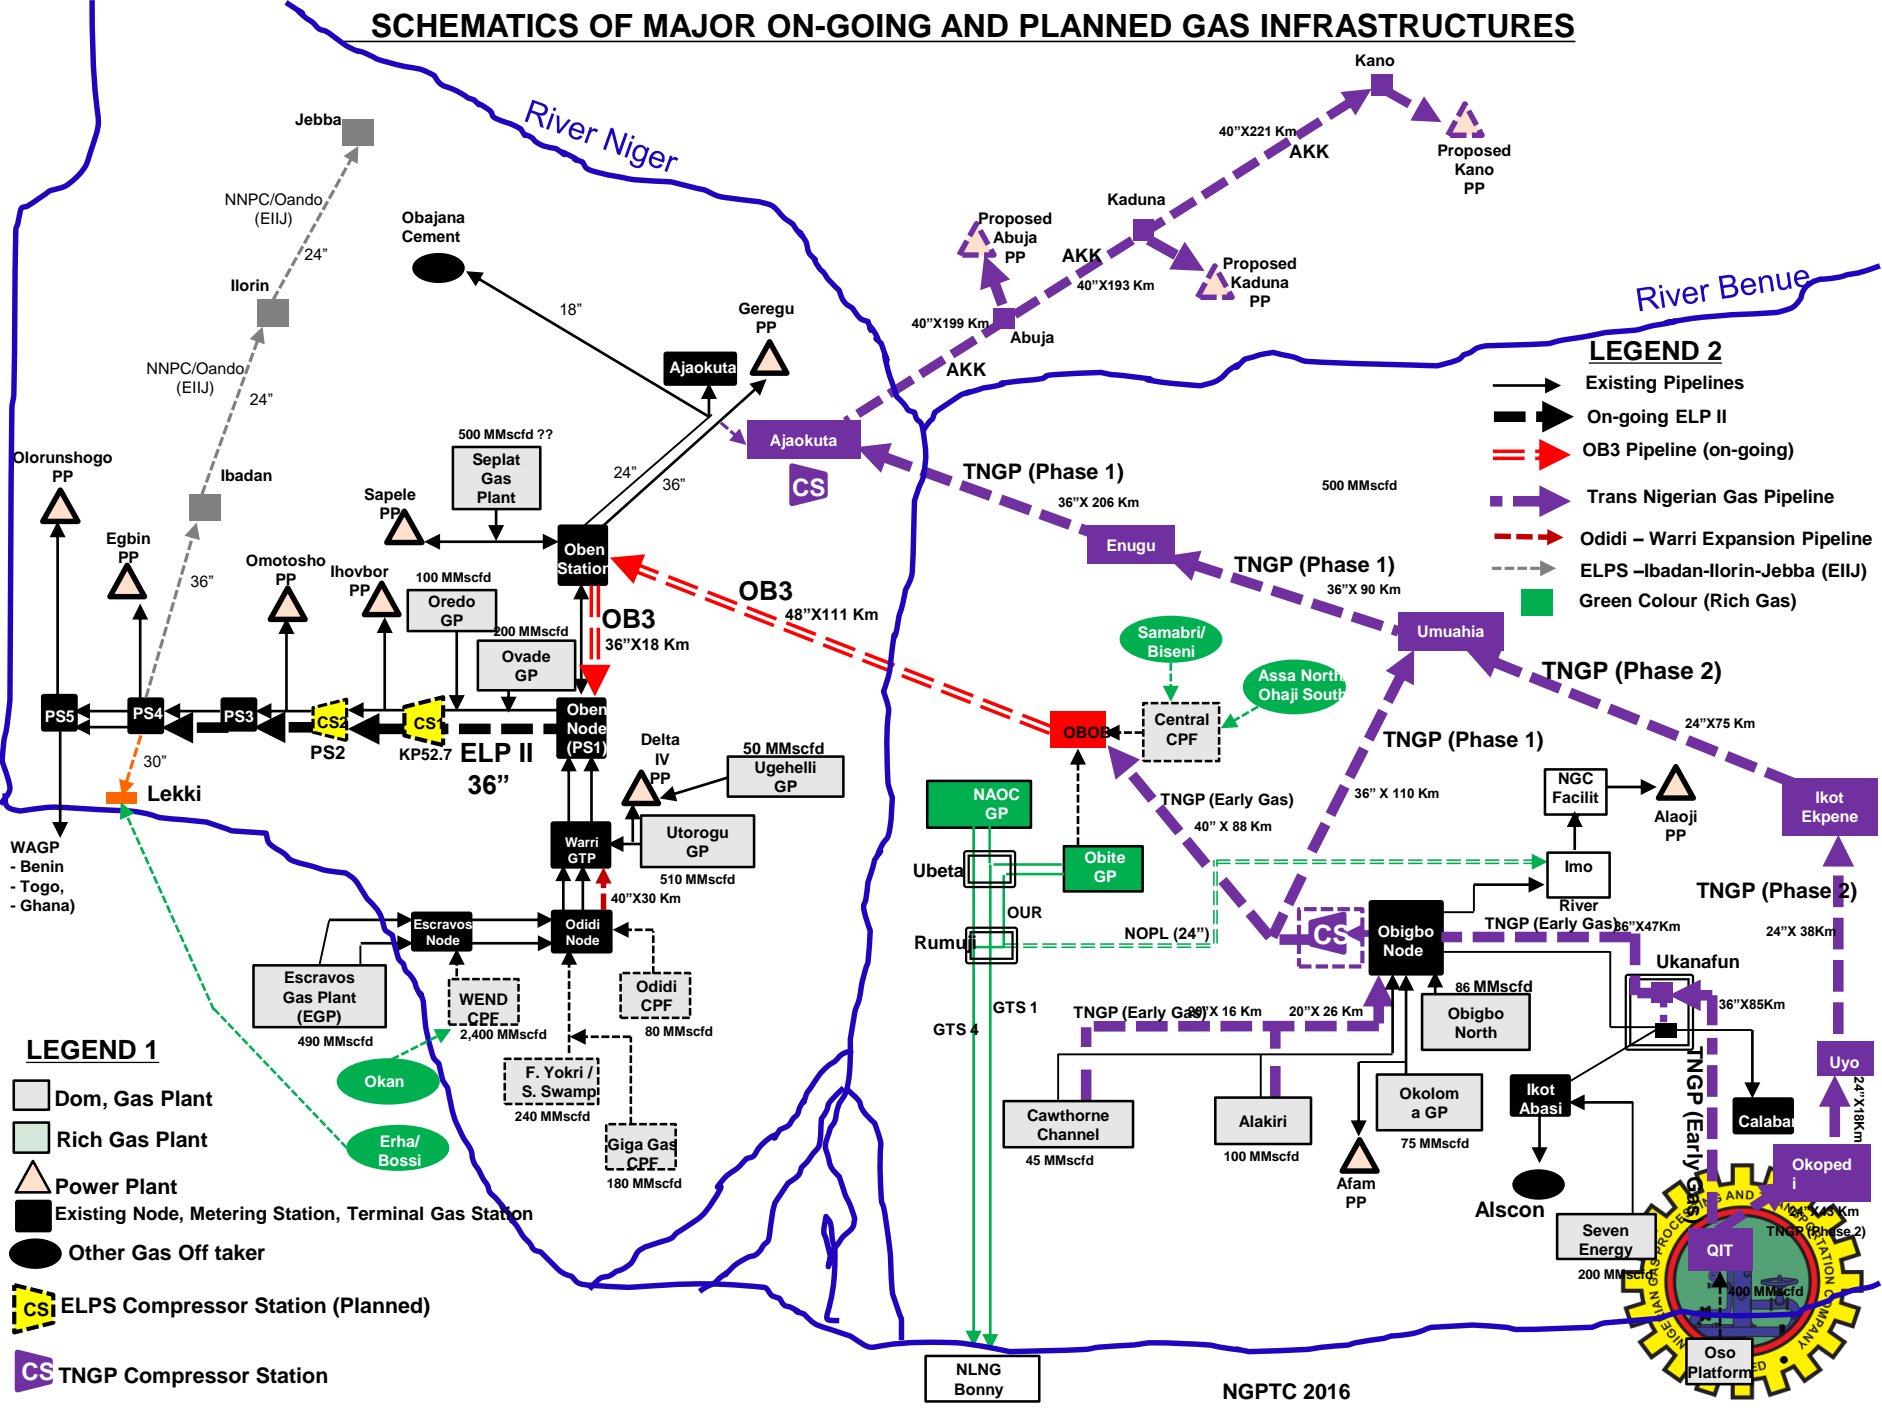 SCHEMATICS OF MAJOR ON-GOING AND PLANNED GAS INFRASTRUCTURES
River Niger
River Benue
Kano
40”X221 Km
AKK
Proposed
Kano
PP
Jebba
NNPC/Oando
(EIIJ)
24”
Ilorin
NNPC/Oando
(EIIJ)
24”
Ibadan
36”
Obajana
Cement
18”
Geregu
PP
Ajaokuta
Proposed
Abuja
PP
Kaduna
AKK
40”X193 Km
Proposed
Kaduna
PP
40”X199 Km
Abuja
AKK
Ajaokuta
CS
TNGP (Phase 1)
36”X 206 Km
500 MMscfd
Enugu
TNGP (Phase 1)
36”X 90 Km
Umuahia
TNGP (Phase 2)
24”X75 Km
TNGP (Phase 1)
36” X 110 Km
LEGEND 2
Existing Pipelines
On-going ELP II
OB3 Pipeline (on-going)
Trans Nigerian Gas Pipeline
Odidi – Warri Expansion Pipeline
ELPS –Ibadan-Ilorin-Jebba (EIIJ)
Green Colour (Rich Gas)
Olorunshogo
PP
Egbin
PP
Omotosho
PP
Ihovbor
PP
Sapele
PP
500 MMscfd ??
Seplat
Gas
Plant
24”
36”
Oben
Station
100 MMscfd
Oredo
GP
200 MMscfd
Ovade
GP
OB3
36”X18 Km
OB3
48”X111 Km
PS5
PS4
PS3
CS2
PS2
CS1
KP52.7
ELP II
36”
Oben
Node
(PS1)
30”
Lekki
WAGP
- Benin
- Togo,
- Ghana)
Delta
IV
PP
50 MMscfd
Ugehelli
GP
Warri
GTP
Utorogu
GP
510 MMscfd
40”X30 Km
Escravos
Node
Odidi
Node
Escravos
Gas Plant
(EGP)
490 MMscfd
WEND
CPF
2,400 MMscfd
Odidi
CPF
80 MMscfd
F. Yokri /
S. Swamp
240 MMscfd
Giga Gas
CPF
180 MMscfd
Okan
Erha/
Bossi
Samabri/
Biseni
Assa North
Ohaji South
Central
CPF
OBOB
NAOC
GP
Ubeta
Obite
GP
OUR
Rumuji
NOPL (24”)
GTS 1
GTS 4
NLNG
Bonny
TNGP (Early Gas)
40” X 88 Km
CS
Obigbo
Node
NGC
Facilit
Alaoji
PP
Imo
River
TNGP (Early Gas)
36”X47Km
Ukanafun
36”X85Km
TNGP (Early Gas)
86 MMscfd
Obigbo
North
TNGP (Early Gas)
20”X 16 Km
20”X 26 Km
Cawthorne
Channel
45 MMscfd
Alakiri
100 MMscfd
Afam
PP
Okolom
a GP
75 MMscfd
Ikot
Abasi
Alscon
Calabar
Seven
Energy
200 MMscfd
Ikot
Ekpene
TNGP (Phase 2)
24”X 38Km
Uyo
24”X18Km
Okoped
i
24”X43 Km
TNGP (Phase 2)
QIT
400 MMscfd
Oso
Platform
NIGERIAN GAS PROCESSING AND TRANSPORTATION COMPANY
NGPTC 2016
LEGEND 1
Dom, Gas Plant
Rich Gas Plant
Power Plant
Existing Node, Metering Station, Terminal Gas Station
Other Gas Off taker
CS
ELPS Compressor Station (Planned)
CS
TNGP Compressor Station